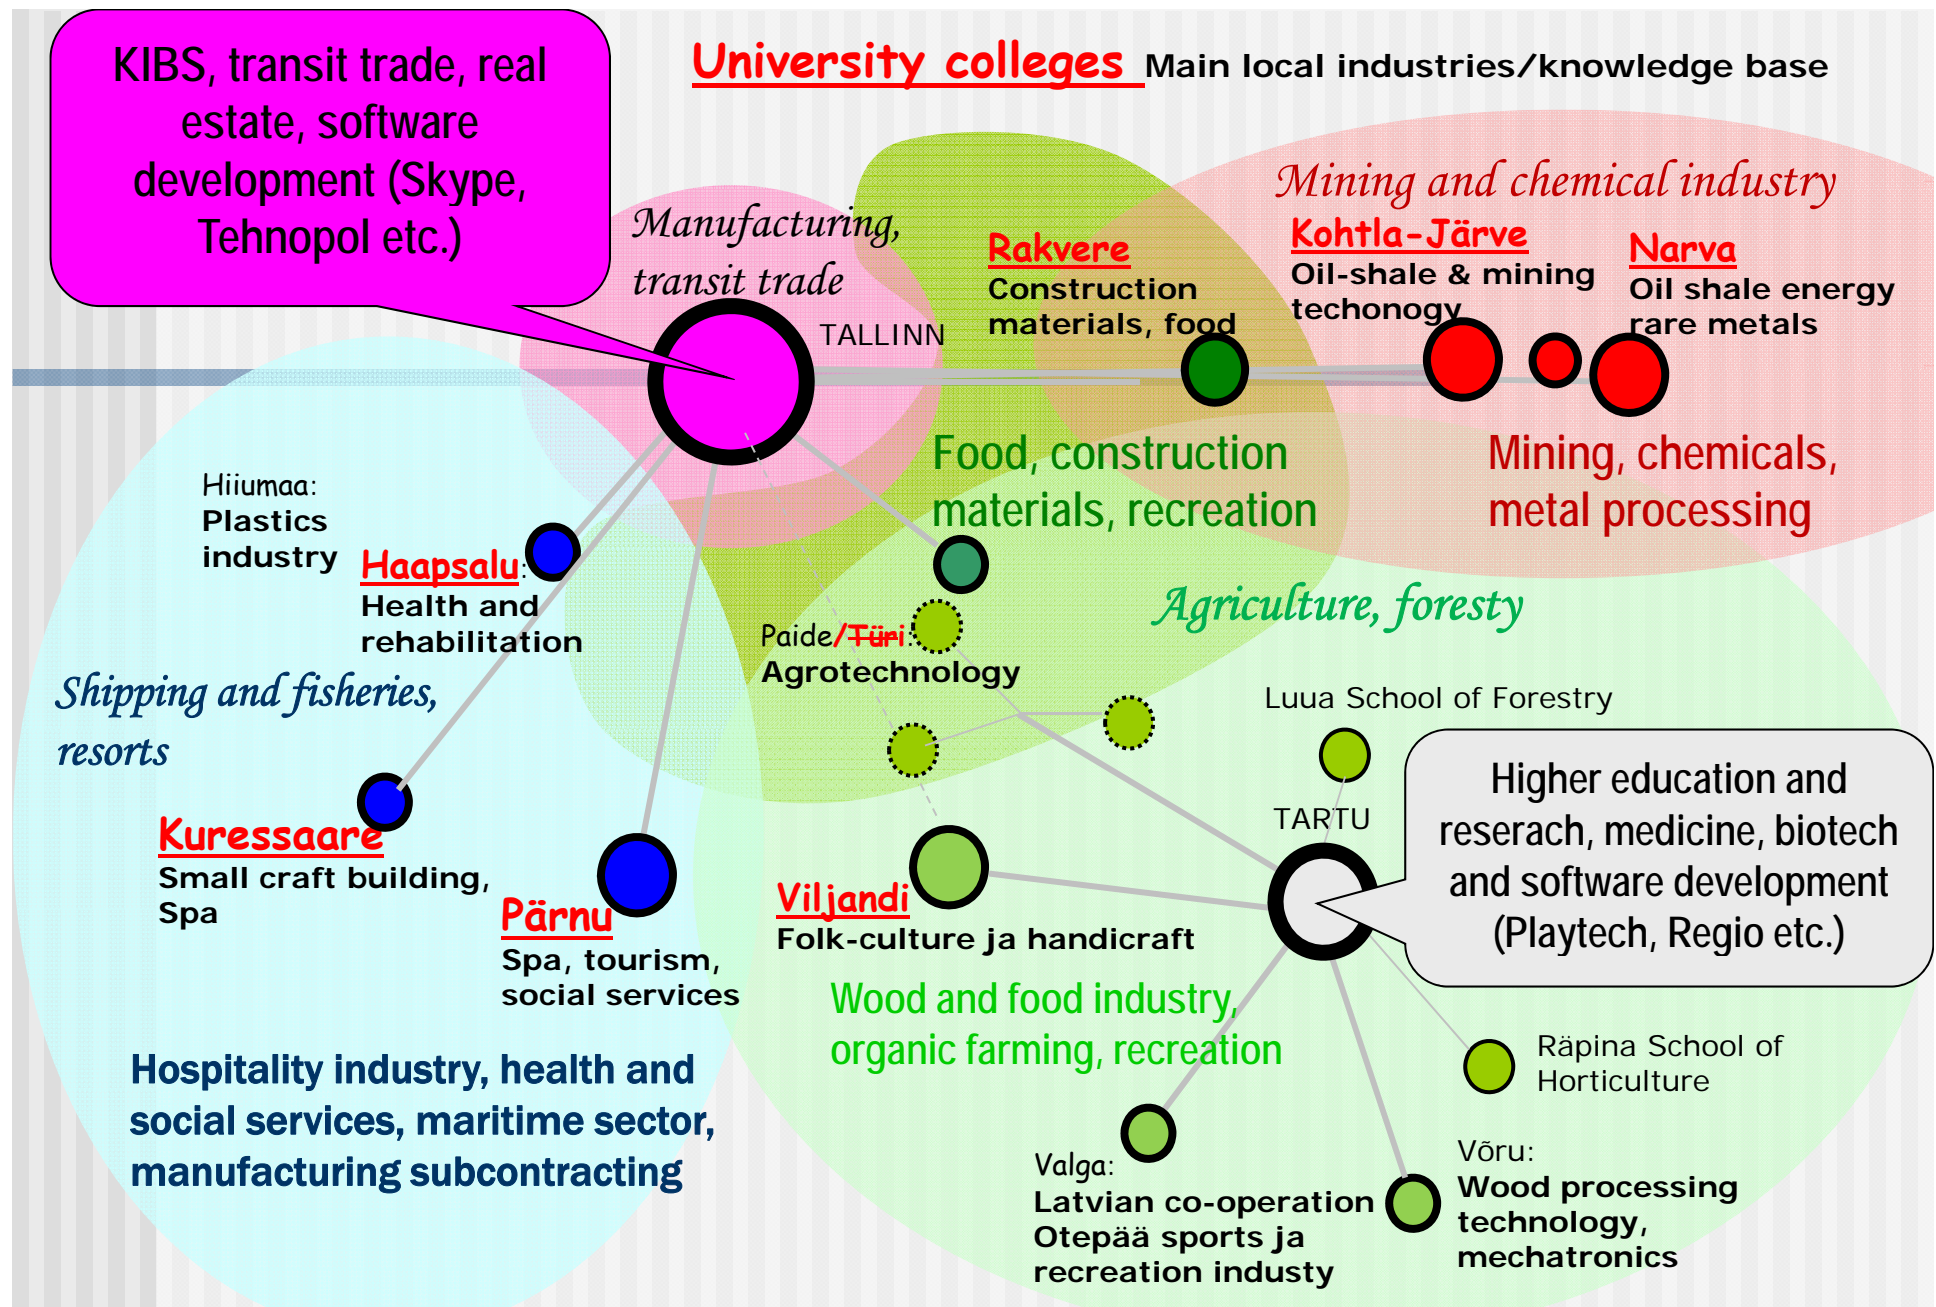 KIBS, transit trade, real
estate, software
development (Skype,
Tehnopol etc.)
University colleges Main local industries/knowledge base
Manufacturing,
transit trade
TALLINN
Mining and chemical industry
Rakvere
Construction
materials, food
Kohtla-Järve
Oil-shale & mining
techonogy
Narva
Oil shale energy
rare metals
Food, construction
materials, recreation
Mining, chemicals,
metal processing
Hiiumaa:
Plastics
industry
Haapsalu:
Health and
rehabilitation
Paide/Türi:
Agrotechnology
Agriculture, foresty
Shipping and fisheries,
resorts
Luua School of Forestry
TARTU
Higher education and
reserach, medicine, biotech
and software development
(Playtech, Regio etc.)
Kuressaare
Small craft building,
Spa
Pärnu
Spa, tourism,
social services
Viljandi
Folk-culture ja handicraft
Wood and food industry,
organic farming, recreation
Hospitality industry, health and
social services, maritime sector,
manufacturing subcontracting
Räpina School of
Horticulture
Valga:
Latvian co-operation
Otepää sports ja
recreation industy
Võru:
Wood processing
technology,
mechatronics